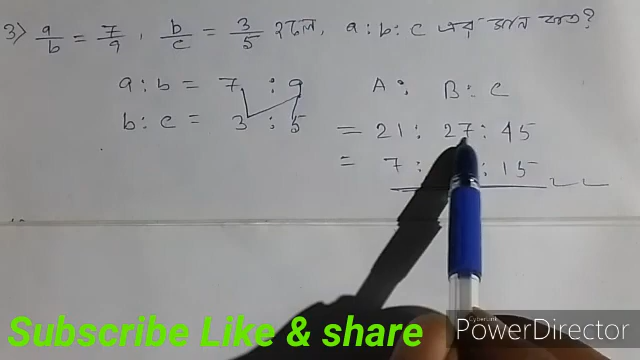 3) a/b = 7/9, b/c = 3/5 হলে, a : b : c এর মান কত?
a : b = 7 : 9
b : c = 3 : 5
A : B : C
= 21 : 27 : 45
= 7 : : 15
Subscribe Like & share
CyberLink
PowerDirector